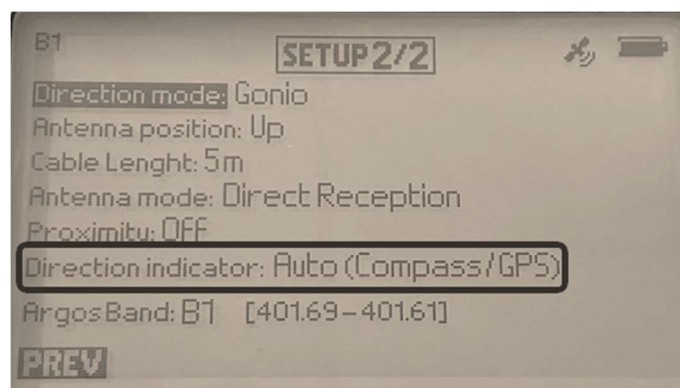 B1
SETUP 2/2
Direction mode: Gonio
Antenna position: Up
Cable Lenght: 5m
Antenna mode: Direct Reception
Proximity: Off
Direction indicator: Auto (Compass/GPS)
Argos Band: B1 [401.69-401.61]
PREV